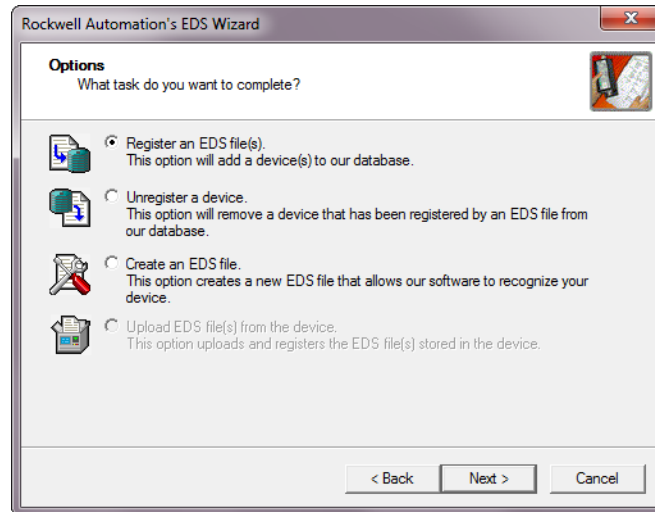 Rockwell Automation's EDS Wizard
Options
What task do you want to complete?
Register an EDS file(s).
This option will add a device(s) to our database.
Unregister a device.
This option will remove a device that has been registered by an EDS file from
our database.
Create an EDS file.
This option creates a new EDS file that allows our software to recognize your
device.
Upload EDS file(s) from the device.
This option uploads and registers the EDS file(s) stored in the device.
< Back
Next >
Cancel